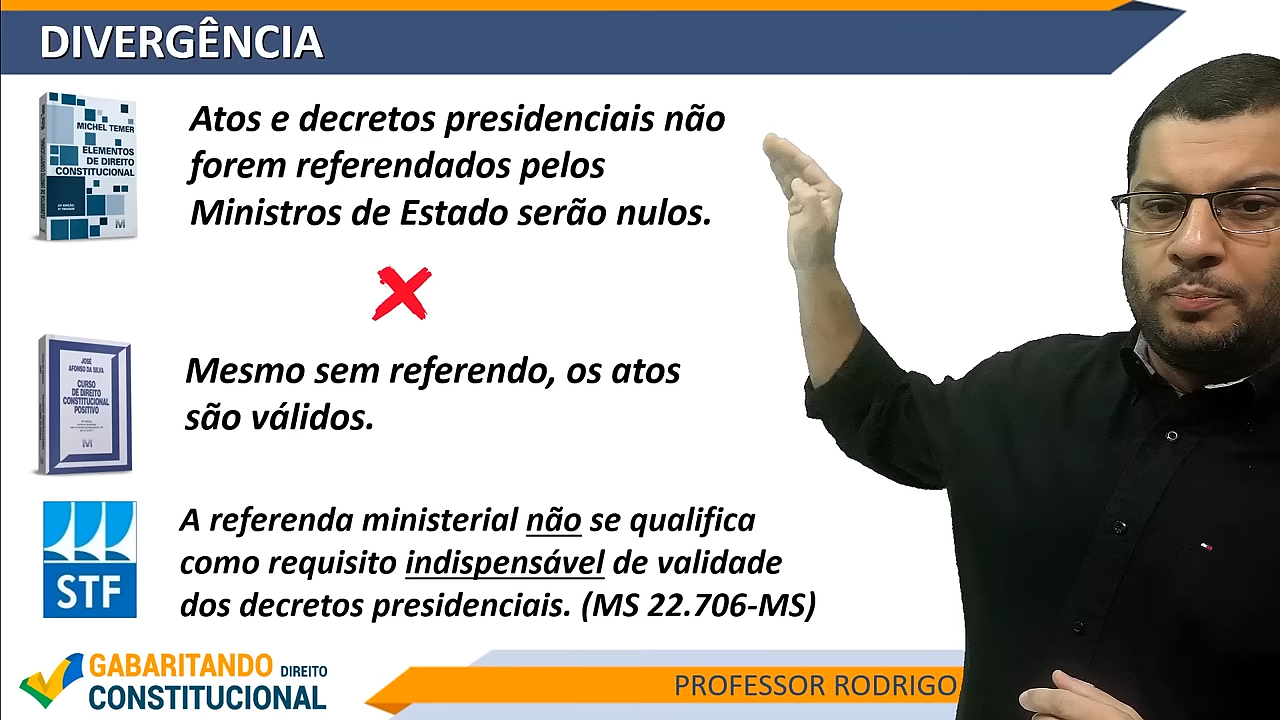 DIVERGÊNCIA
Atos e decretos presidenciais não
forem referendados pelos
Ministros de Estado serão nulos.
MICHEL TEMER
ELEMENTOS
DE DIREITO
CONSTITUCIONAL
Mesmo sem referendo, os atos
são válidos.
JOSÉ
AFONSO DA SILVA
CURSO
DE DIREITO
CONSTITUCIONAL
POSITIVO
A referenda ministerial não se qualifica
como requisito indispensável de validade
dos decretos presidenciais. (MS 22.706-MS)
STF
GABARITANDO DIREITO
CONSTITUCIONAL
PROFESSOR RODRIGO